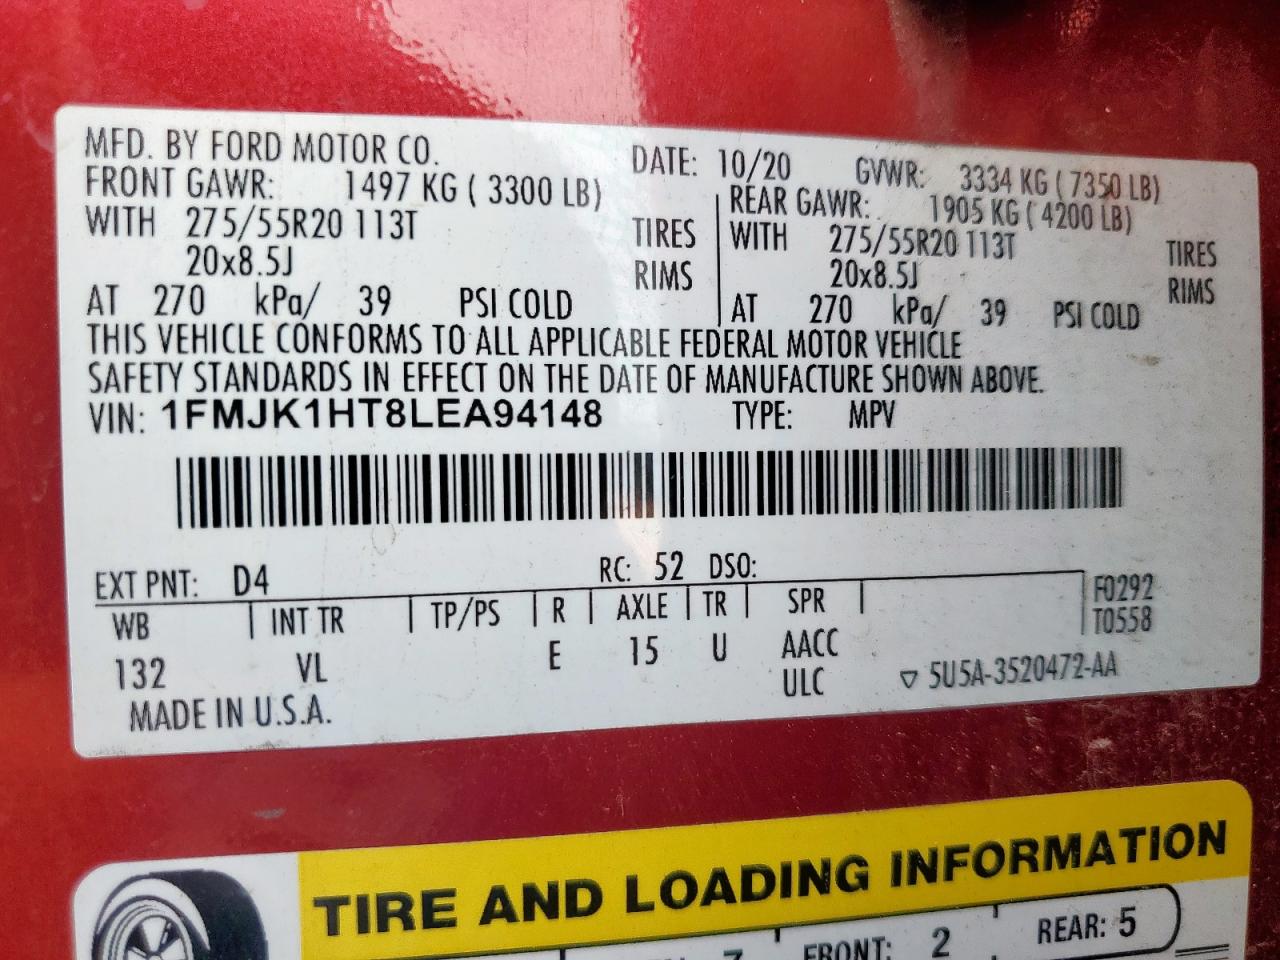 MFD. BY FORD MOTOR CO. DATE: 10/20 GVWR: 3334 KG ( 7350 LB)
FRONT GAWR: 1497 KG ( 3300 LB) REAR GAWR: 1905 KG ( 4200 LB)
WITH 275/55R20 113T TIRES WITH 275/55R20 113T TIRES
20x8.5J RIMS 20x8.5J RIMS
AT 270 kPa/ 39 PSI COLD AT 270 kPa/ 39 PSI COLD
THIS VEHICLE CONFORMS TO ALL APPLICABLE FEDERAL MOTOR VEHICLE
SAFETY STANDARDS IN EFFECT ON THE DATE OF MANUFACTURE SHOWN ABOVE.
VIN: 1FMJK1HT8LEA94148 TYPE: MPV
EXT PNT: D4 RC: 52 DSO:
WB INT TR TP/PS R AXLE TR SPR F0292
T0558
132 VL E 15 U AACC
ULC 5U5A-3520472-AA
MADE IN U.S.A.
TIRE AND LOADING INFORMATION
7 FRONT: 2 REAR: 5